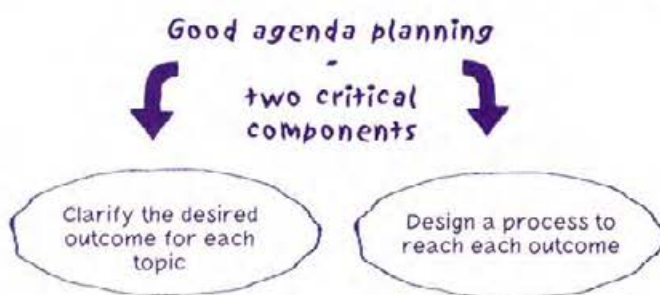 Good agenda planning
-
two critical
components
Clarify the desired
outcome for each
topic
Design a process to
reach each outcome